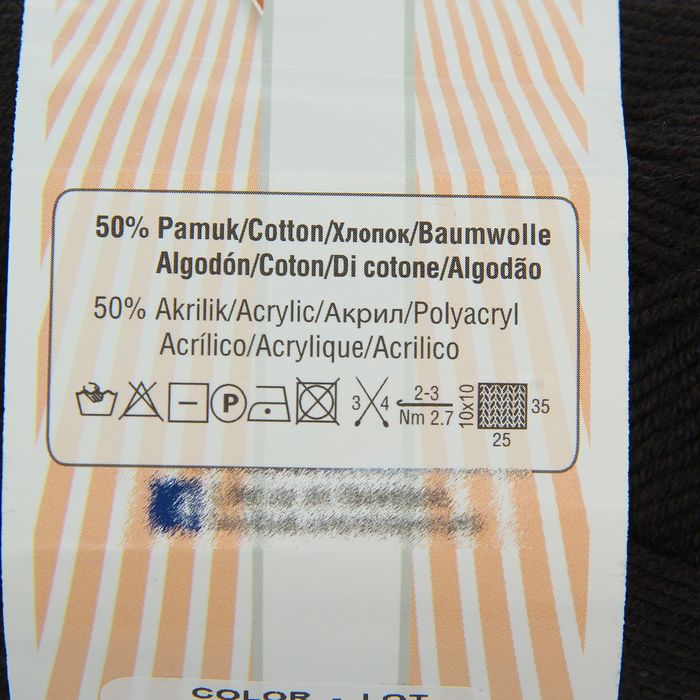 50% Pamuk/Cotton/Хлопок/Baumwolle
Algodón/Coton/Di cotone/Algodão
50% Akrilik/Acrylic/Акрил/Polyacryl
Acrílico/Acrylique/Acrilico
P
3 4
2-3
Nm 2.7
10x10
35
25
COLOR - LOT